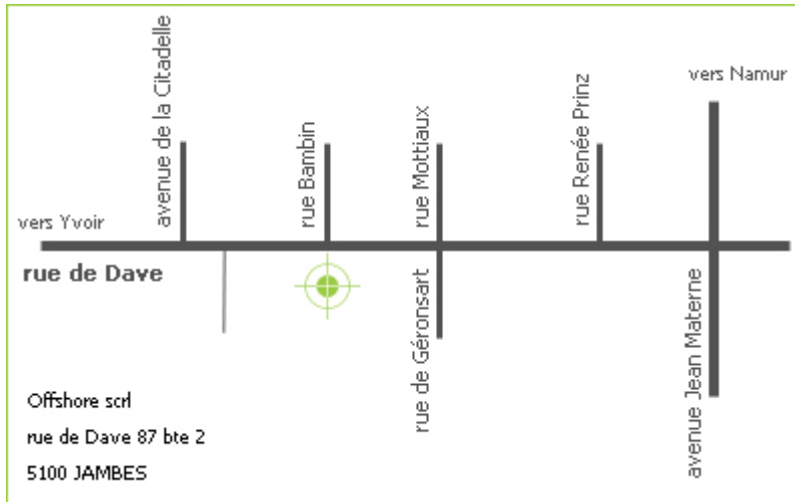 avenue de la Citadelle
rue Bambin
rue Mottiaux
rue Renée Prinz
vers Namur
vers Yvoir
rue de Dave
rue de Géronsart
avenue Jean Materne
Offshore scrl
rue de Dave 87 bte 2
5100 JAMBES